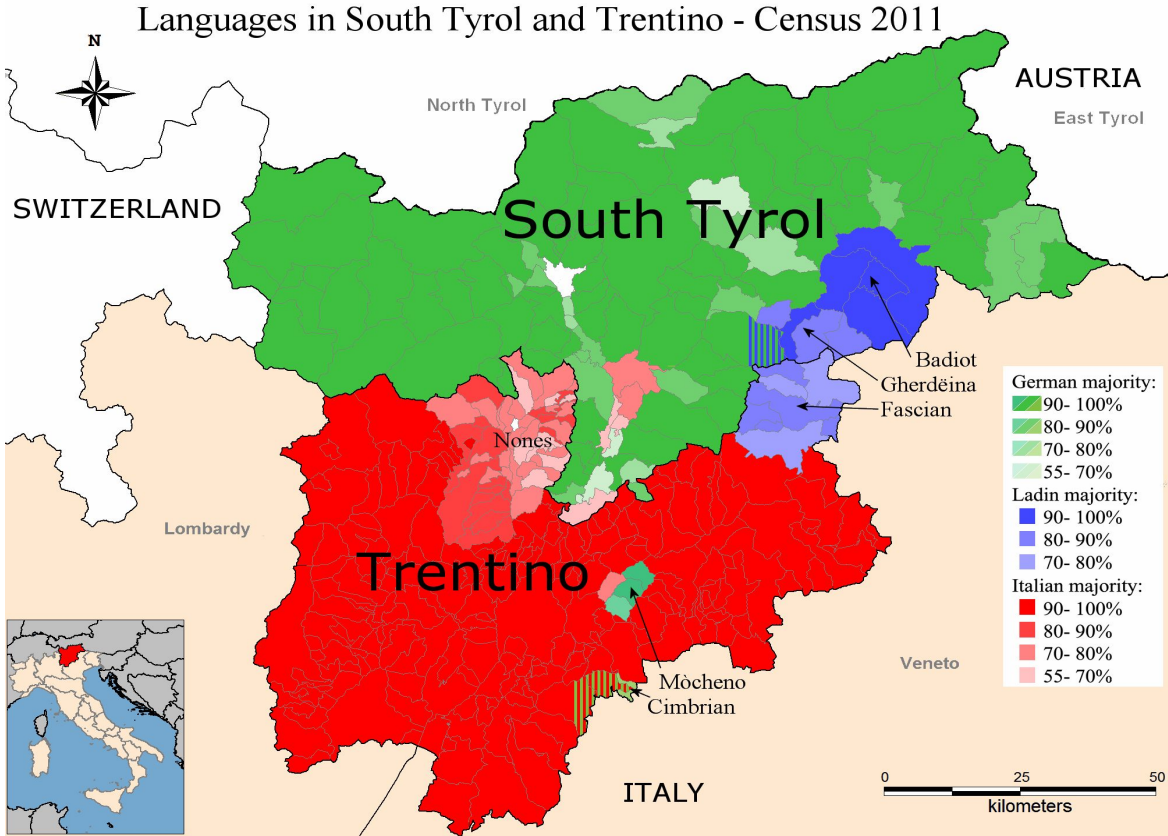 Languages in South Tyrol and Trentino - Census 2011
N
AUSTRIA
North Tyrol
East Tyrol
SWITZERLAND
South Tyrol
Badiot
Gherdëina
Fascian
Nones
Lombardy
Trentino
Mòcheno
Cimbrian
Veneto
ITALY
German majority:
90- 100%
80- 90%
70- 80%
55- 70%
Ladin majority:
90- 100%
80- 90%
70- 80%
Italian majority:
90- 100%
80- 90%
70- 80%
55- 70%
0 25 50
kilometers